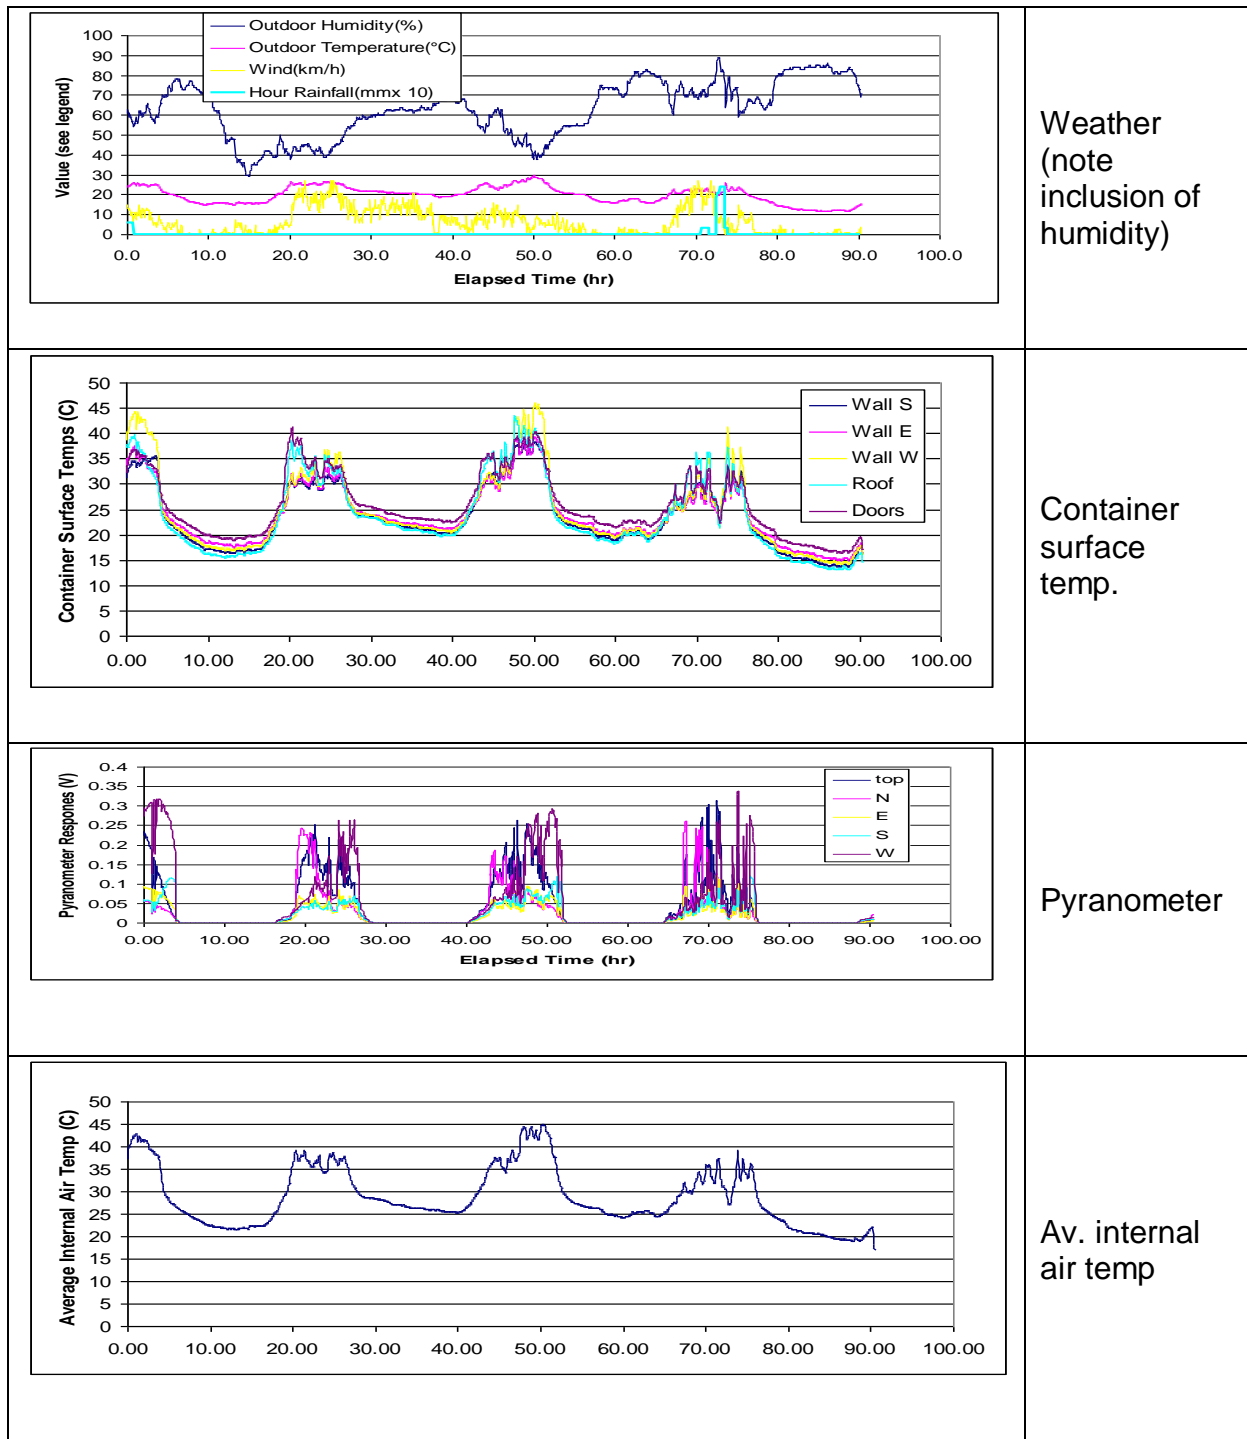 Outdoor Humidity(%)
Outdoor Temperature(°C)
Wind(km/h)
Hour Rainfall(mmx 10)
Value (see legend)
100
90
80
70
60
50
40
30
20
10
0
0.0 10.0 20.0 30.0 40.0 50.0 60.0 70.0 80.0 90.0 100.0
Elapsed Time (hr)
Weather
(note
inclusion of
humidity)
Container Surface Temps (C)
50
45
40
35
30
25
20
15
10
5
0
0.00 10.00 20.00 30.00 40.00 50.00 60.00 70.00 80.00 90.00 100.00
Wall S
Wall E
Wall W
Roof
Doors
Container
surface
temp.
Pyranometer Respones (V)
0.4
0.35
0.3
0.25
0.2
0.15
0.1
0.05
0
0.00 10.00 20.00 30.00 40.00 50.00 60.00 70.00 80.00 90.00 100.00
Elapsed Time (hr)
top
N
E
S
W
Pyranometer
Average Internal Air Temp (C)
50
45
40
35
30
25
20
15
10
5
0
0.00 10.00 20.00 30.00 40.00 50.00 60.00 70.00 80.00 90.00 100.00
Av. internal
air temp